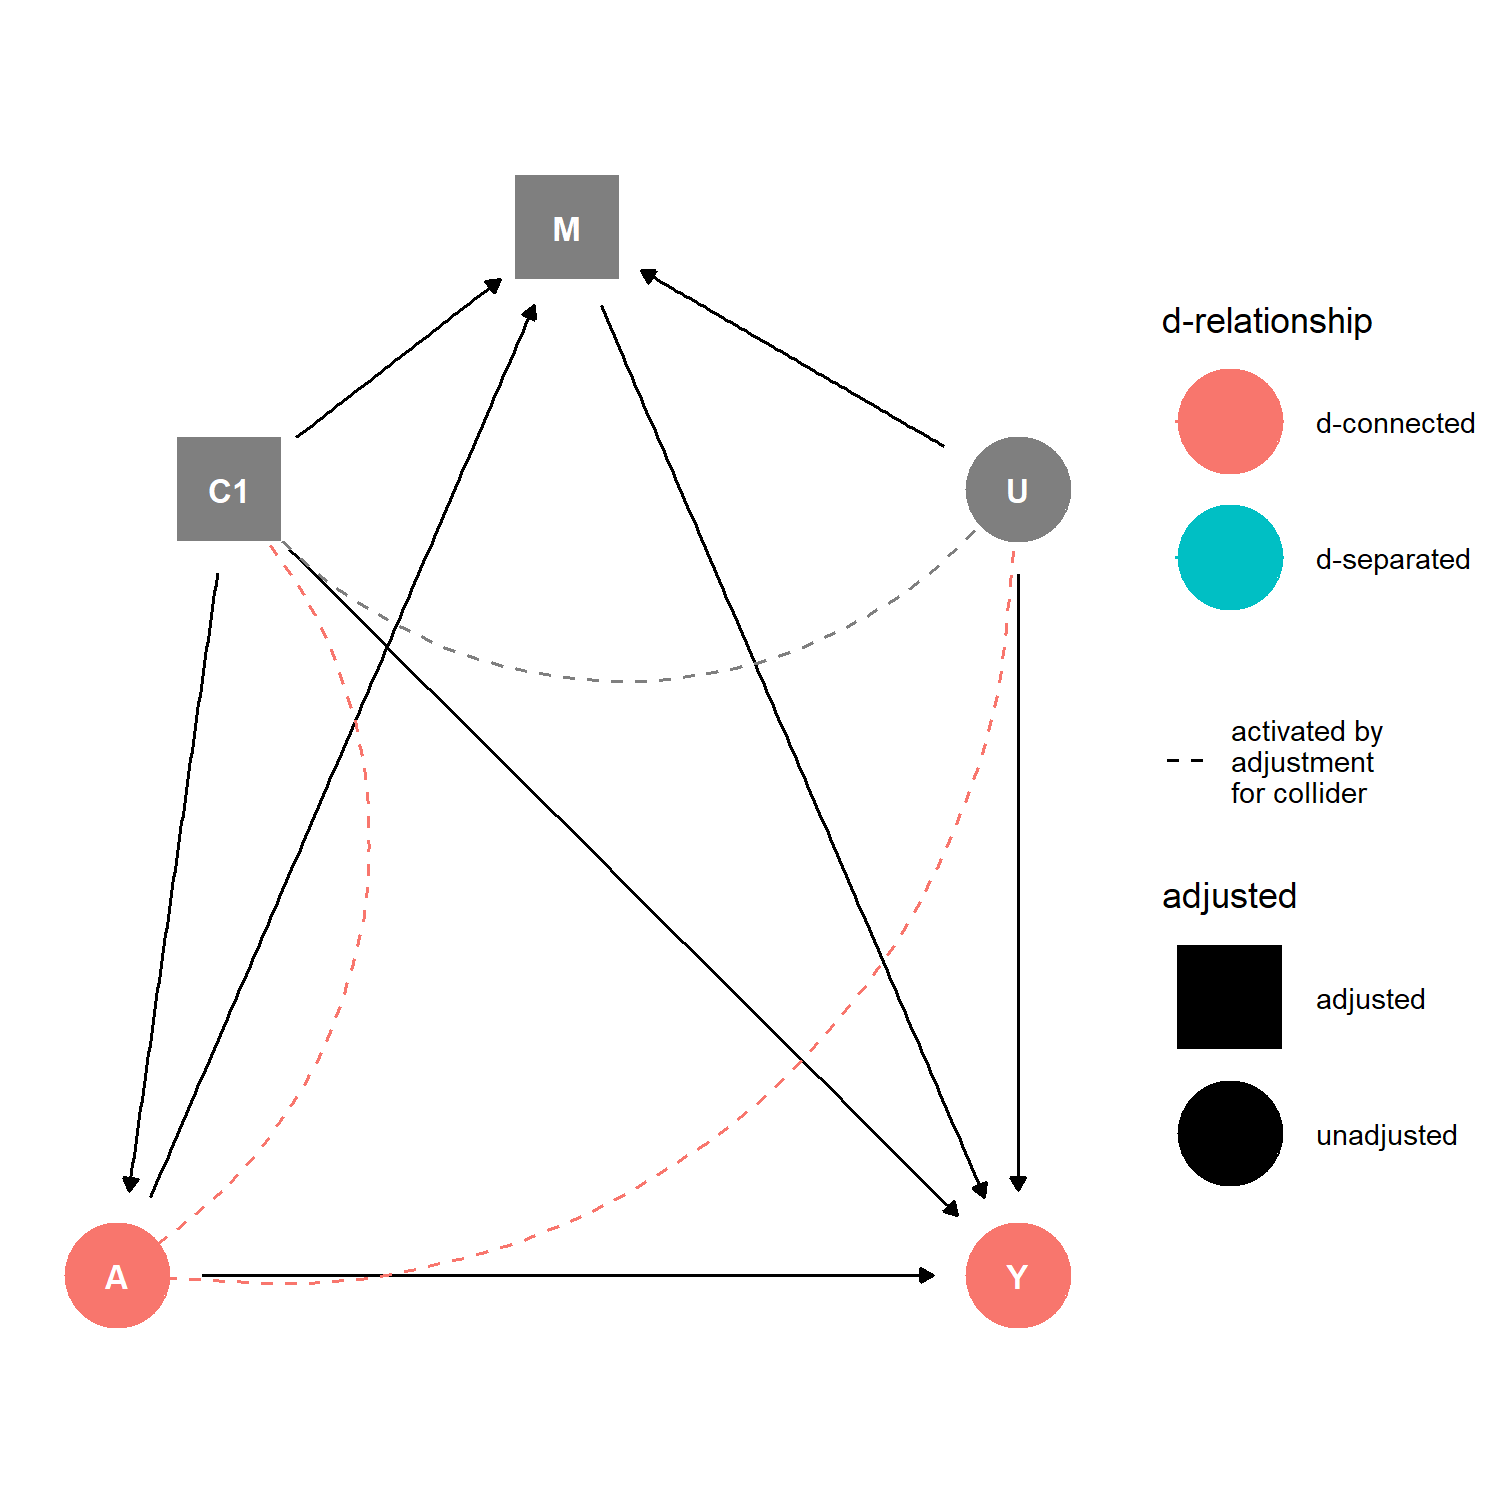 M
C1
U
A
Y
d-relationship
d-connected
d-separated
activated by
adjustment
for collider
adjusted
adjusted
unadjusted